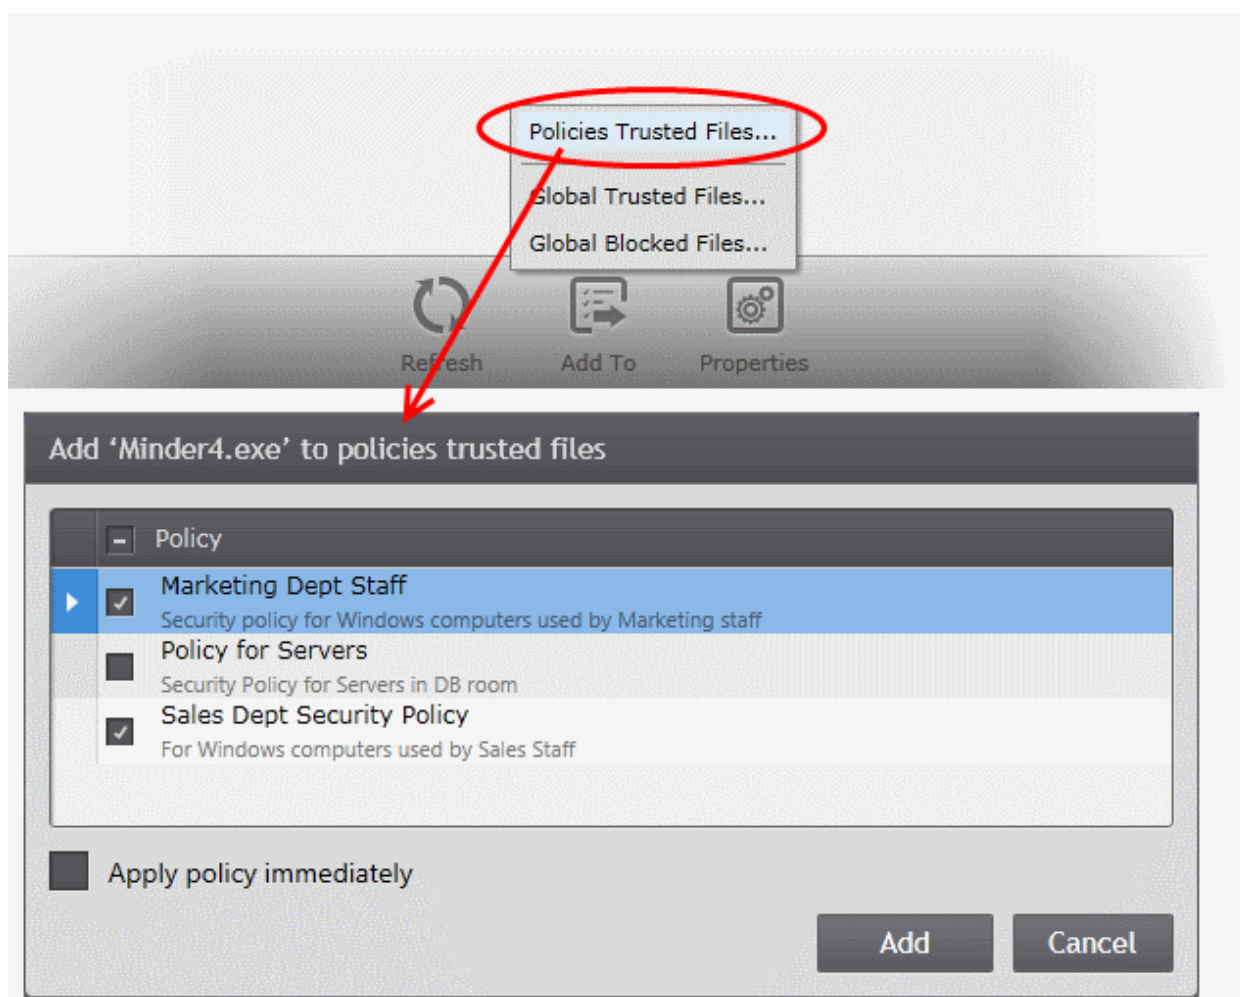 Policies Trusted Files...
Global Trusted Files...
Global Blocked Files...
Refresh Add To Properties
Add ‘Minder4.exe’ to policies trusted files
Policy
Marketing Dept Staff
Security policy for Windows computers used by Marketing staff
Policy for Servers
Security Policy for Servers in DB room
Sales Dept Security Policy
For Windows computers used by Sales Staff
Apply policy immediately
Add Cancel